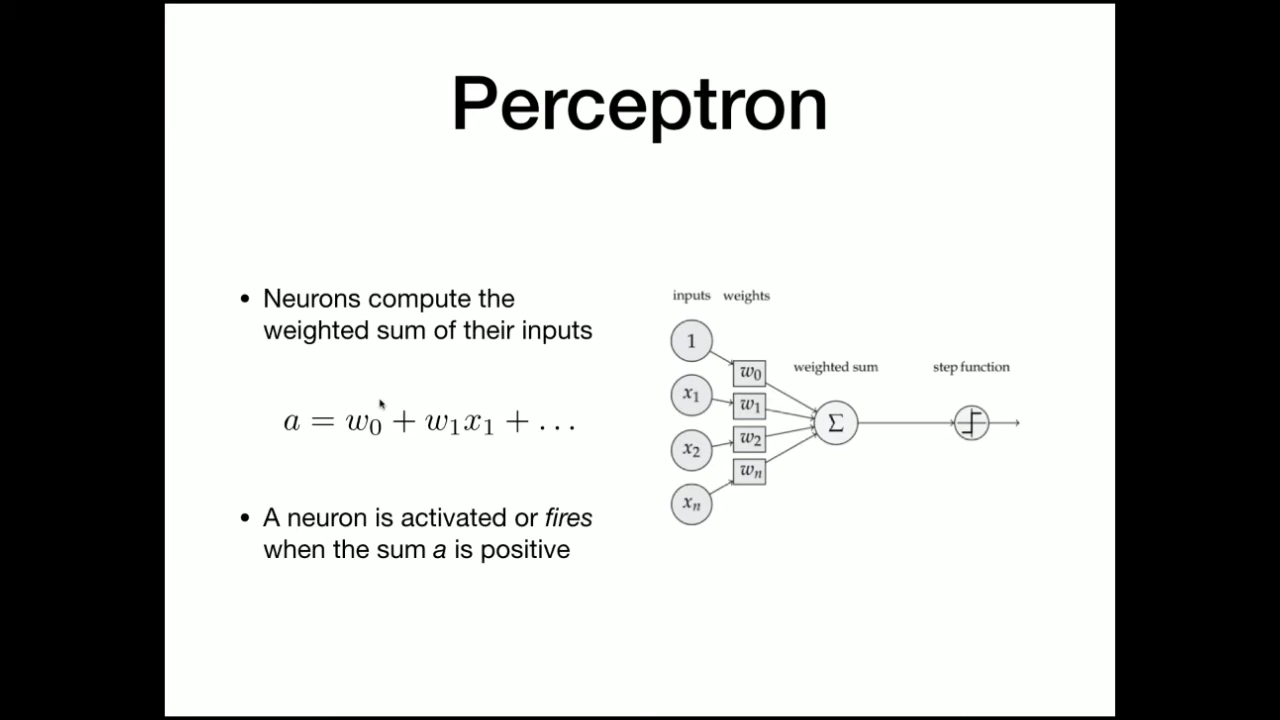 Perceptron
• Neurons compute the
weighted sum of their inputs
a = w₀ + w₁x₁ + ...
• A neuron is activated or fires
when the sum a is positive
inputs weights
1
w₀
x₁
w₁
x₂
w₂
xₙ
wₙ
weighted sum
Σ
step function